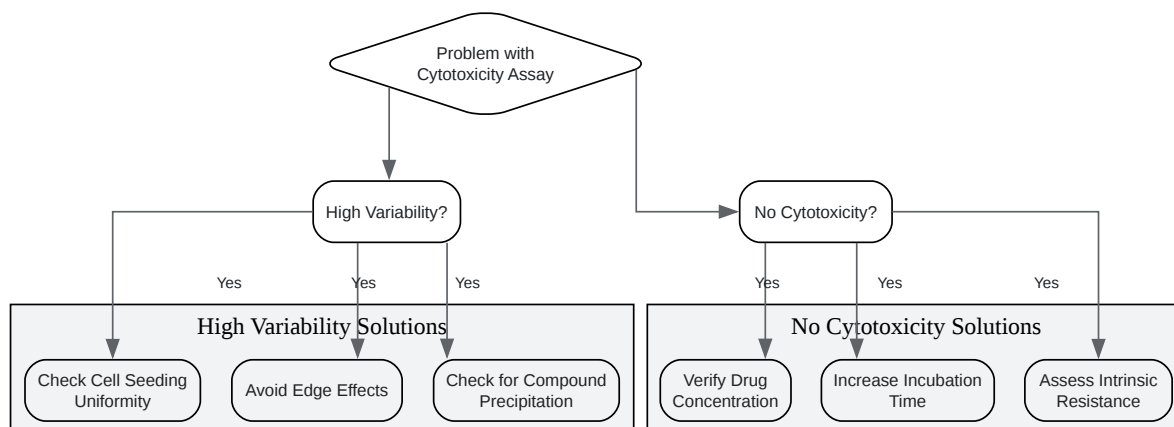 Problem with
Cytotoxicity Assay
High Variability?
No Cytotoxicity?
Yes
Yes
Yes
Yes
Yes
Yes
High Variability Solutions
No Cytotoxicity Solutions
Check Cell Seeding
Uniformity
Avoid Edge Effects
Check for Compound
Precipitation
Verify Drug
Concentration
Increase Incubation
Time
Assess Intrinsic
Resistance